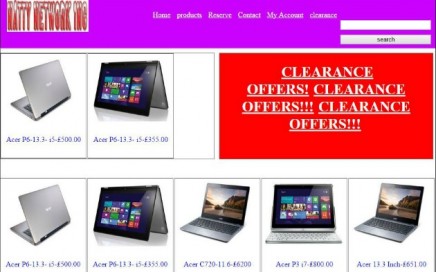 NATTY NETWORK INC
Home products Reserve Contact My Account clearance
search
CLEARANCE
OFFERS! CLEARANCE
OFFERS!!! CLEARANCE
OFFERS!!!
Acer P6-13.3- i5-£500.00 Acer P6-13.3- i5-£355.00
Acer P6-13.3- i5-£500.00 Acer P6-13.3- i5-£355.00 Acer C720-11 6-£6200 Acer P3 i7-£800.00 Acer 13.3 Inch-£651.00